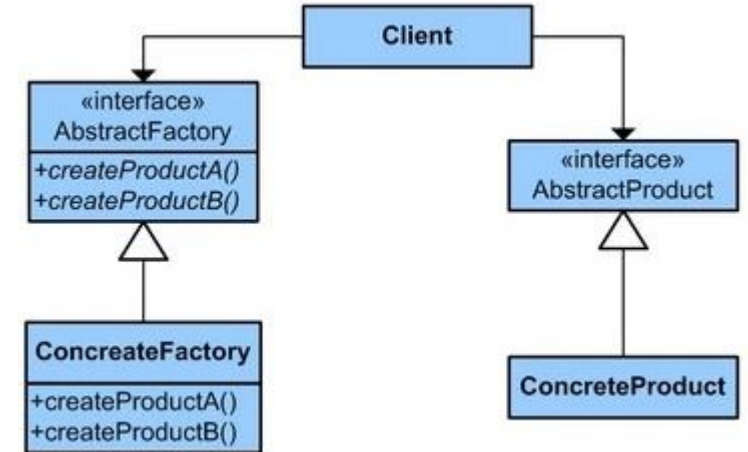 Client
«interface»
AbstractFactory
+createProductA()
+createProductB()
«interface»
AbstractProduct
ConcreateFactory
+createProductA()
+createProductB()
ConcreteProduct